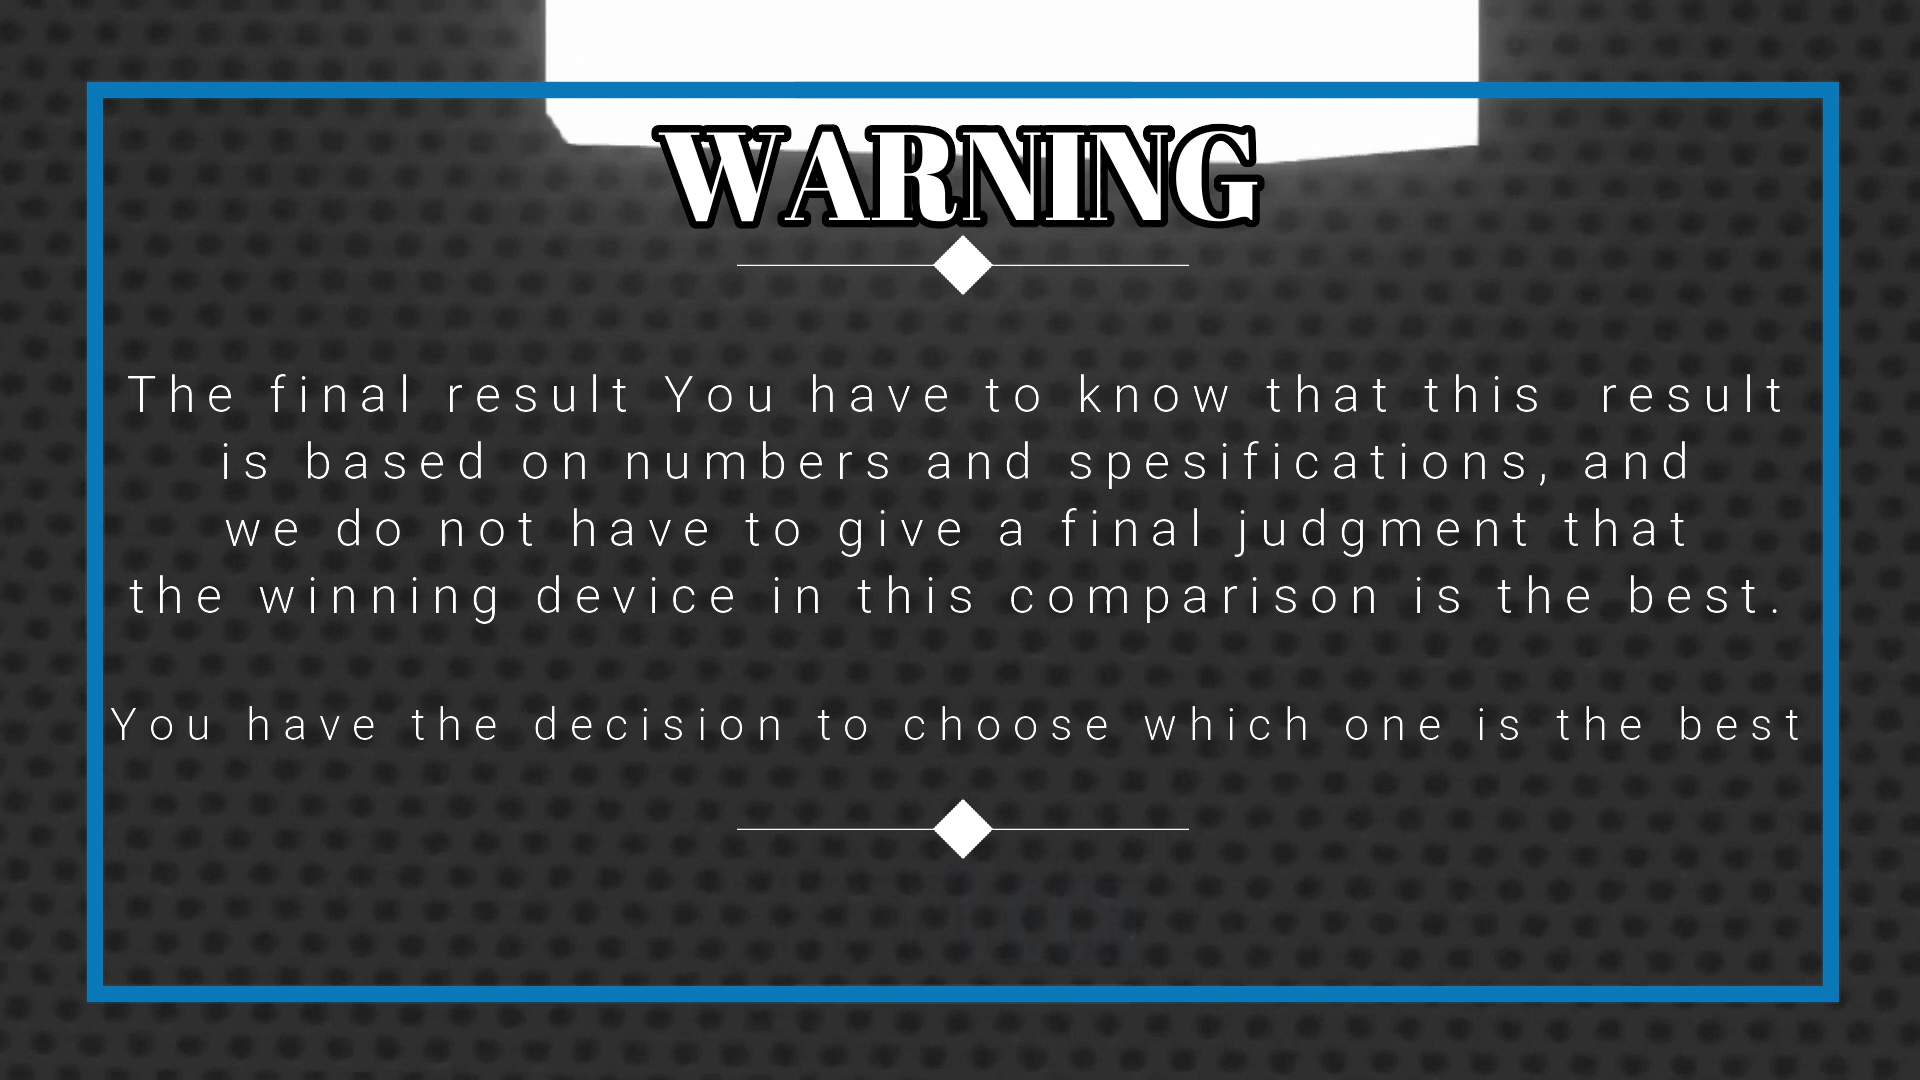 WARNING
The final result You have to know that this result
is based on numbers and spesifications, and
we do not have to give a final judgment that
the winning device in this comparison is the best.
You have the decision to choose which one is the best